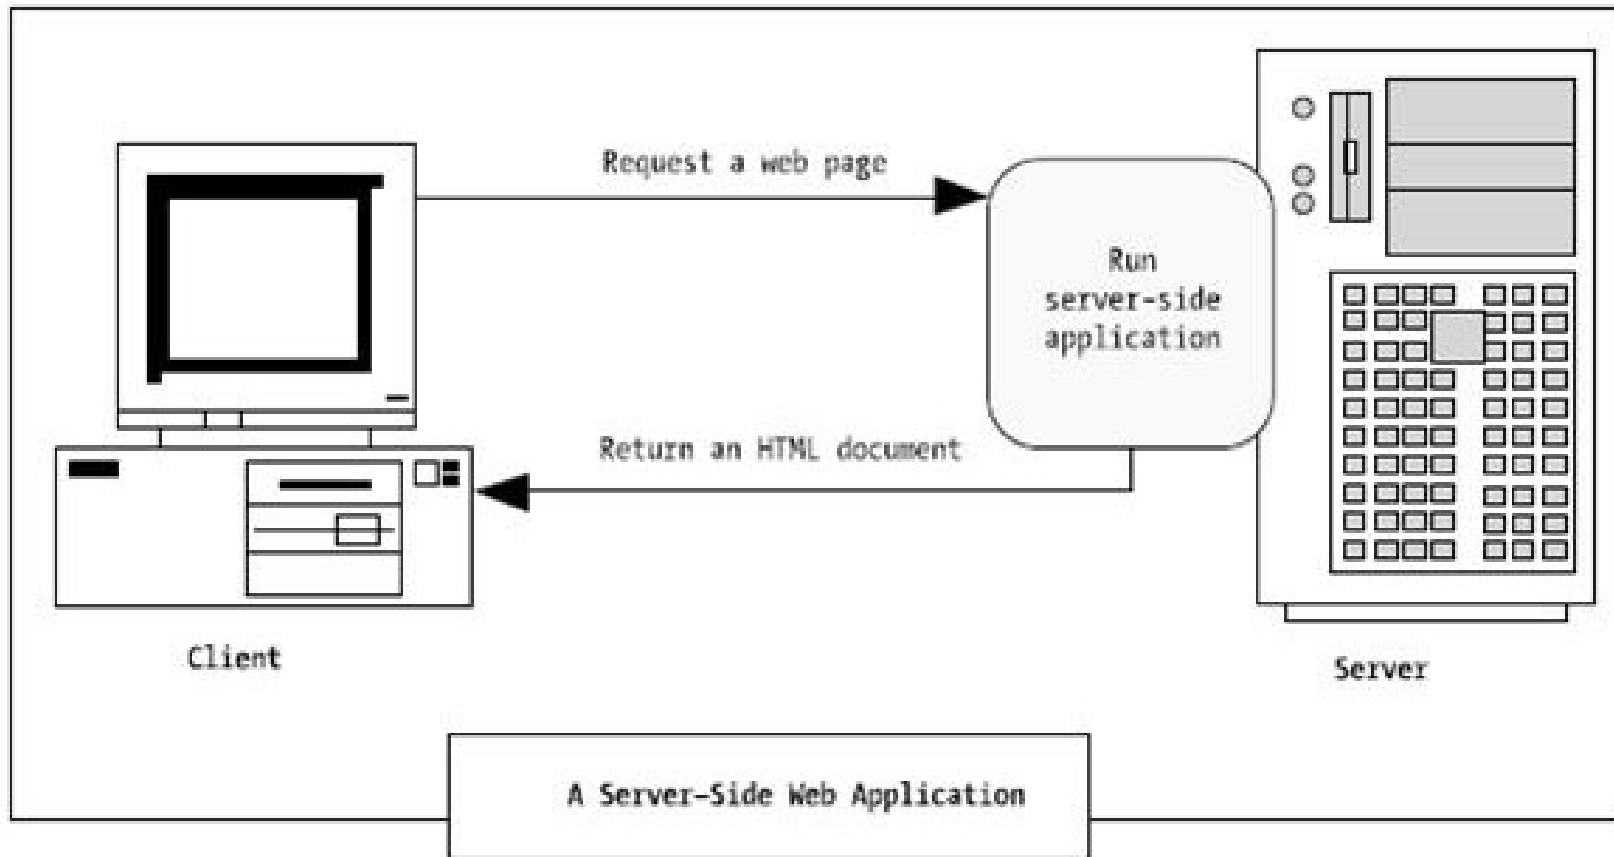 Request a web page
Run
server-side
application
Return an HTML document
Client
Server
A Server-Side Web Application